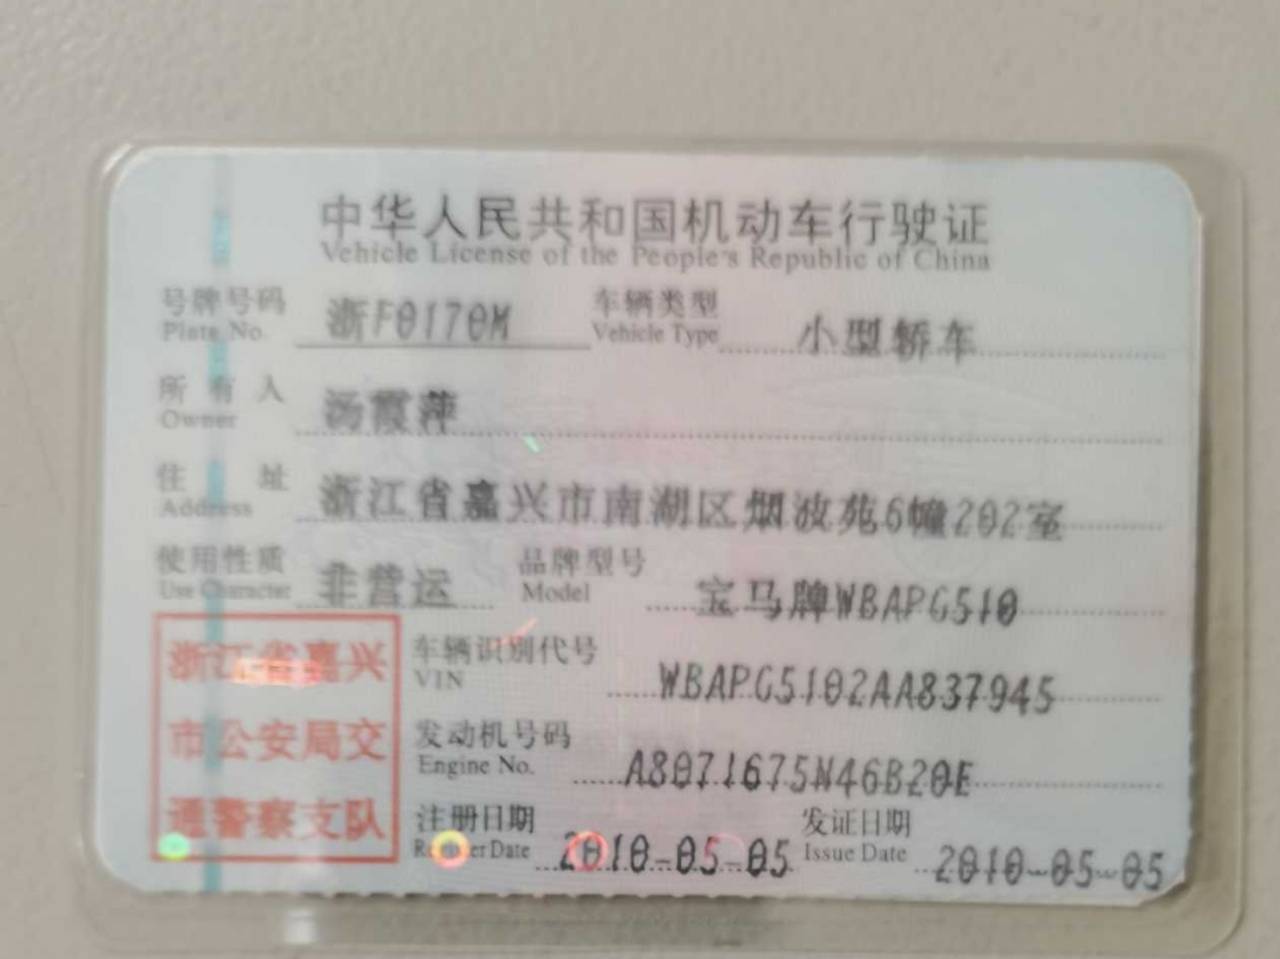 中华人民共和国机动车行驶证
Vehicle License of the People's Republic of China
号牌号码 浙F0170M 车辆类型 小型轿车
Plate No. Vehicle Type
所有人 汤霞萍
Owner
住址 浙江省嘉兴市南湖区烟波苑6幢202室
Address
使用性质 非营运 品牌型号 宝马牌WBAPG510
Use Character Model
浙江省嘉兴
市公安局交
通警察支队
车辆识别代号 WBAPG5102AA837945
VIN
发动机号码 A8071675N46B20E
Engine No.
注册日期 2010-05-05 发证日期 2010-05-05
Register Date Issue Date